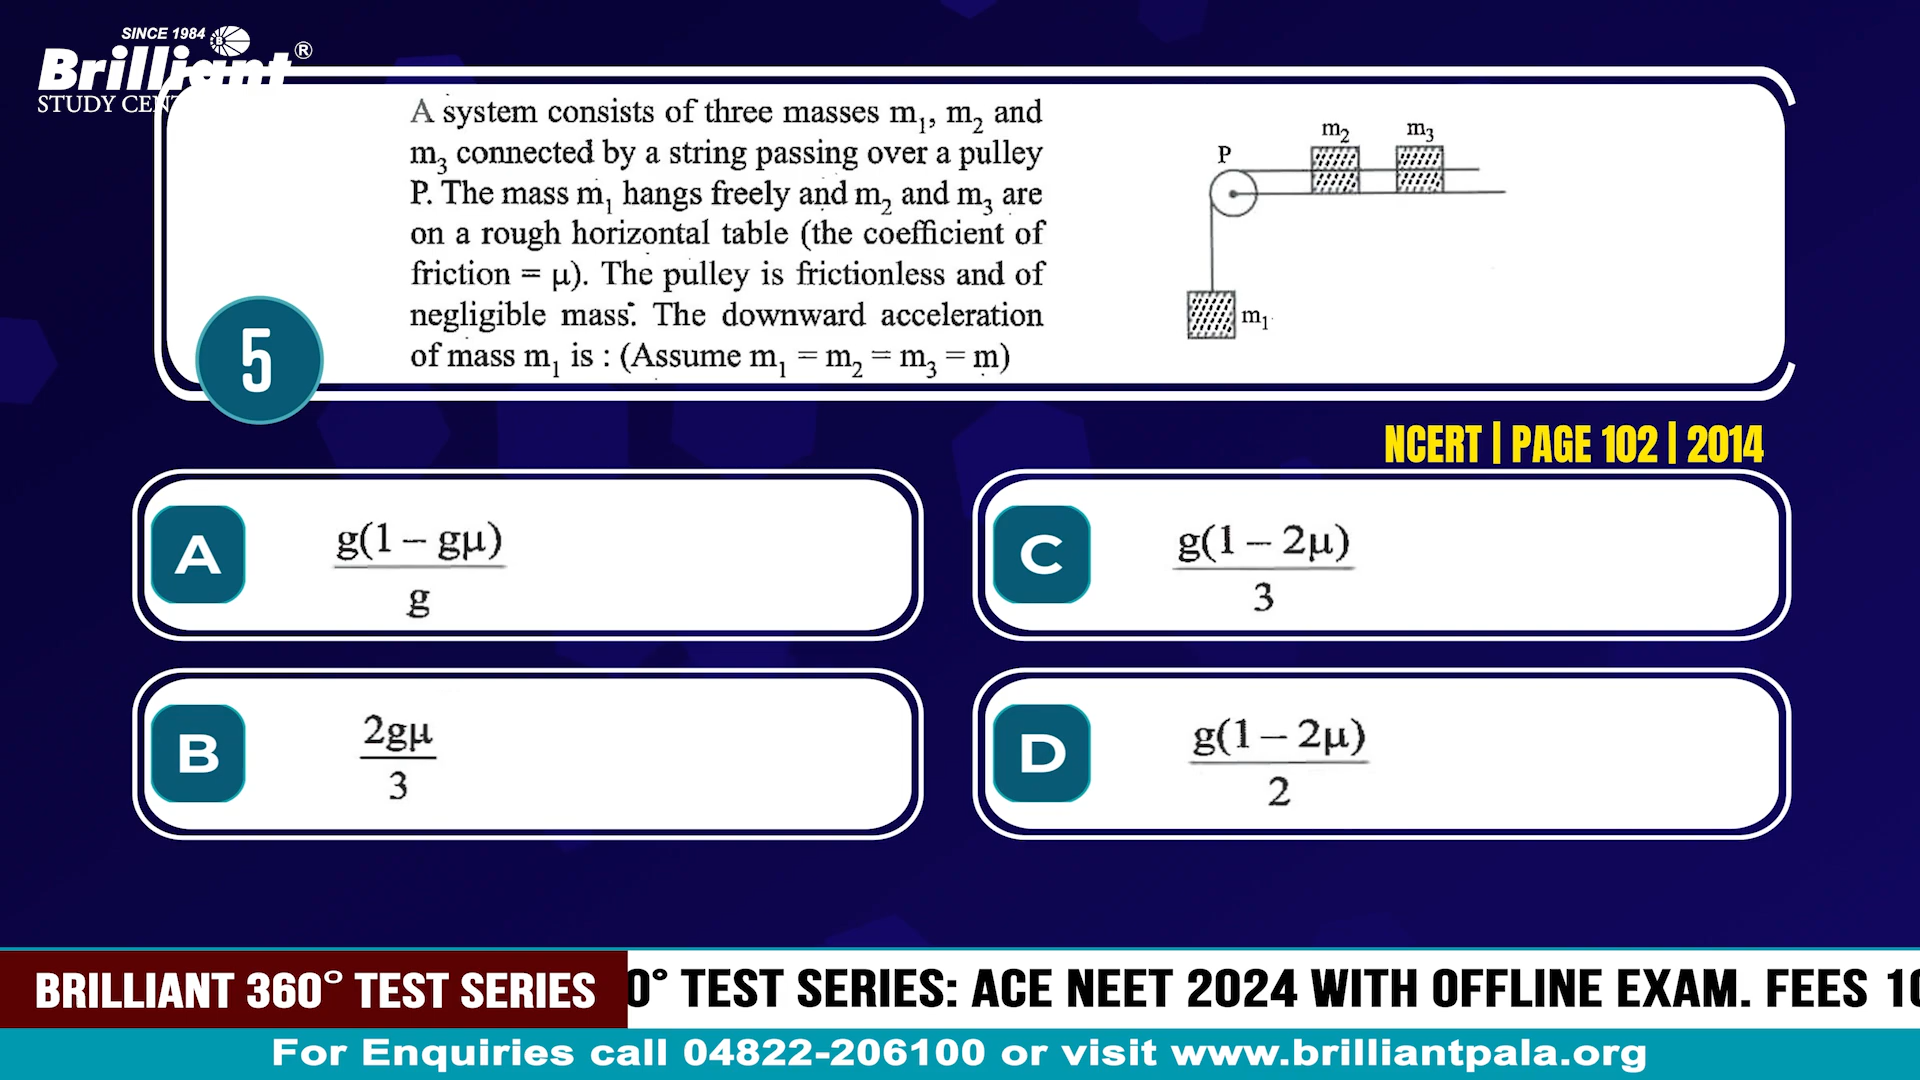 SINCE 1984
Brilliant®
STUDY CEN
A system consists of three masses m₁, m₂ and
m₃ connected by a string passing over a pulley
P. The mass m₁ hangs freely and m₂ and m₃ are
on a rough horizontal table (the coefficient of
friction = μ). The pulley is frictionless and of
negligible mass. The downward acceleration
of mass m₁ is : (Assume m₁ = m₂ = m₃ = m)
5
P
m₂
m₃
m₁
NCERT | PAGE 102 | 2014
A
g(1 – gμ)
g
B
2gμ
3
C
g(1 – 2μ)
3
D
g(1 – 2μ)
2
BRILLIANT 360° TEST SERIES
0° TEST SERIES: ACE NEET 2024 WITH OFFLINE EXAM. FEES 10
For Enquiries call 04822-206100 or visit www.brilliantpala.org